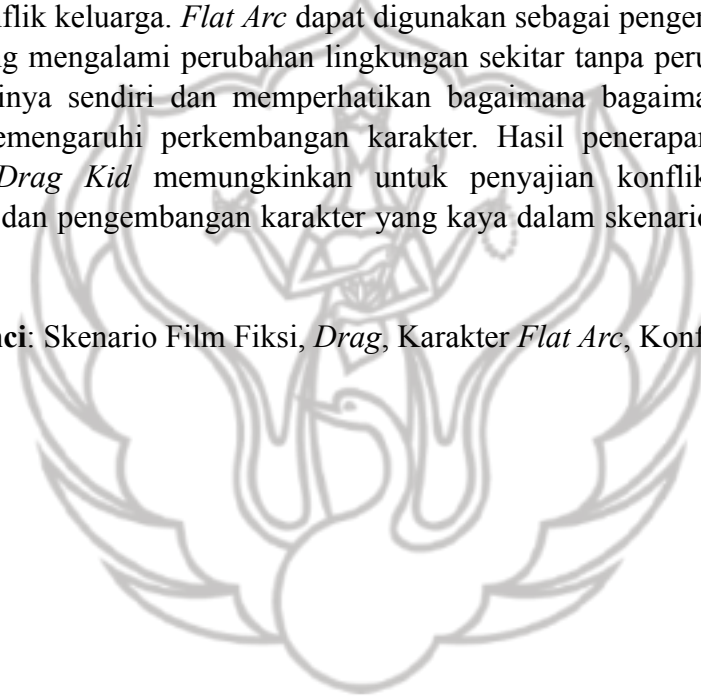 nflik keluarga. Flat Arc dapat digunakan sebagai penger
g mengalami perubahan lingkungan sekitar tanpa peru
inya sendiri dan memperhatikan bagaimana bagaima
emengaruhi perkembangan karakter. Hasil penerapan
Drag Kid memungkinkan untuk penyajian konflik
dan pengembangan karakter yang kaya dalam skenario
nci: Skenario Film Fiksi, Drag, Karakter Flat Arc, Konf